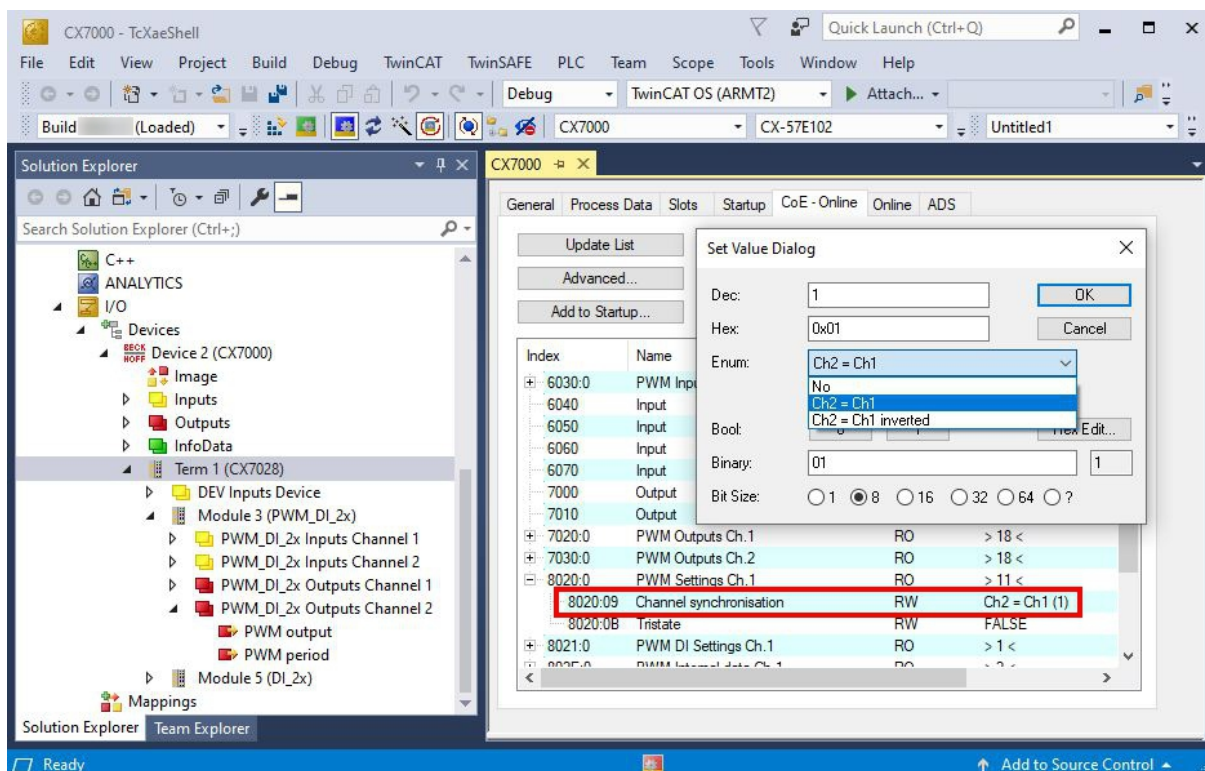 CX7000 - TcXaeShell
Quick Launch (Ctrl+Q)
File Edit View Project Build Debug TwinCAT TwinSAFE PLC Team Scope Tools Window Help
Debug TwinCAT OS (ARMT2) Attach...
Build (Loaded) CX7000 CX-57E102 Untitled1
Solution Explorer
Search Solution Explorer (Ctrl+;)
C++
ANALYTICS
I/O
Devices
BECK HOFF Device 2 (CX7000)
Image
Inputs
Outputs
InfoData
Term 1 (CX7028)
DEV Inputs Device
Module 3 (PWM_DI_2x)
PWM_DI_2x Inputs Channel 1
PWM_DI_2x Inputs Channel 2
PWM_DI_2x Outputs Channel 1
PWM_DI_2x Outputs Channel 2
PWM output
PWM period
Module 5 (DI_2x)
Mappings
Solution Explorer Team Explorer
CX7000
General Process Data Slots Startup CoE - Online Online ADS
Update List
Advanced...
Add to Startup...
Index Name
6030:0 PWM Inpu
6040 Input
6050 Input
6060 Input
6070 Input
7000 Output
7010 Output
7020:0 PWM Outputs Ch.1 RO > 18 <
7030:0 PWM Outputs Ch.2 RO > 18 <
8020:0 PWM Settings Ch.1 RO > 11 <
8020:09 Channel synchronisation RW Ch2 = Ch1 (1)
8020:0B Tristate RW FALSE
8021:0 PWM DI Settings Ch.1 RO > 1 <
Set Value Dialog
Dec: 1 OK
Hex: 0x01 Cancel
Enum: Ch2 = Ch1
No
Ch2 = Ch1
Ch2 = Ch1 inverted
Bool: Hex Edit...
Binary: 01 1
Bit Size: 1 8 16 32 64 ?
Ready Add to Source Control